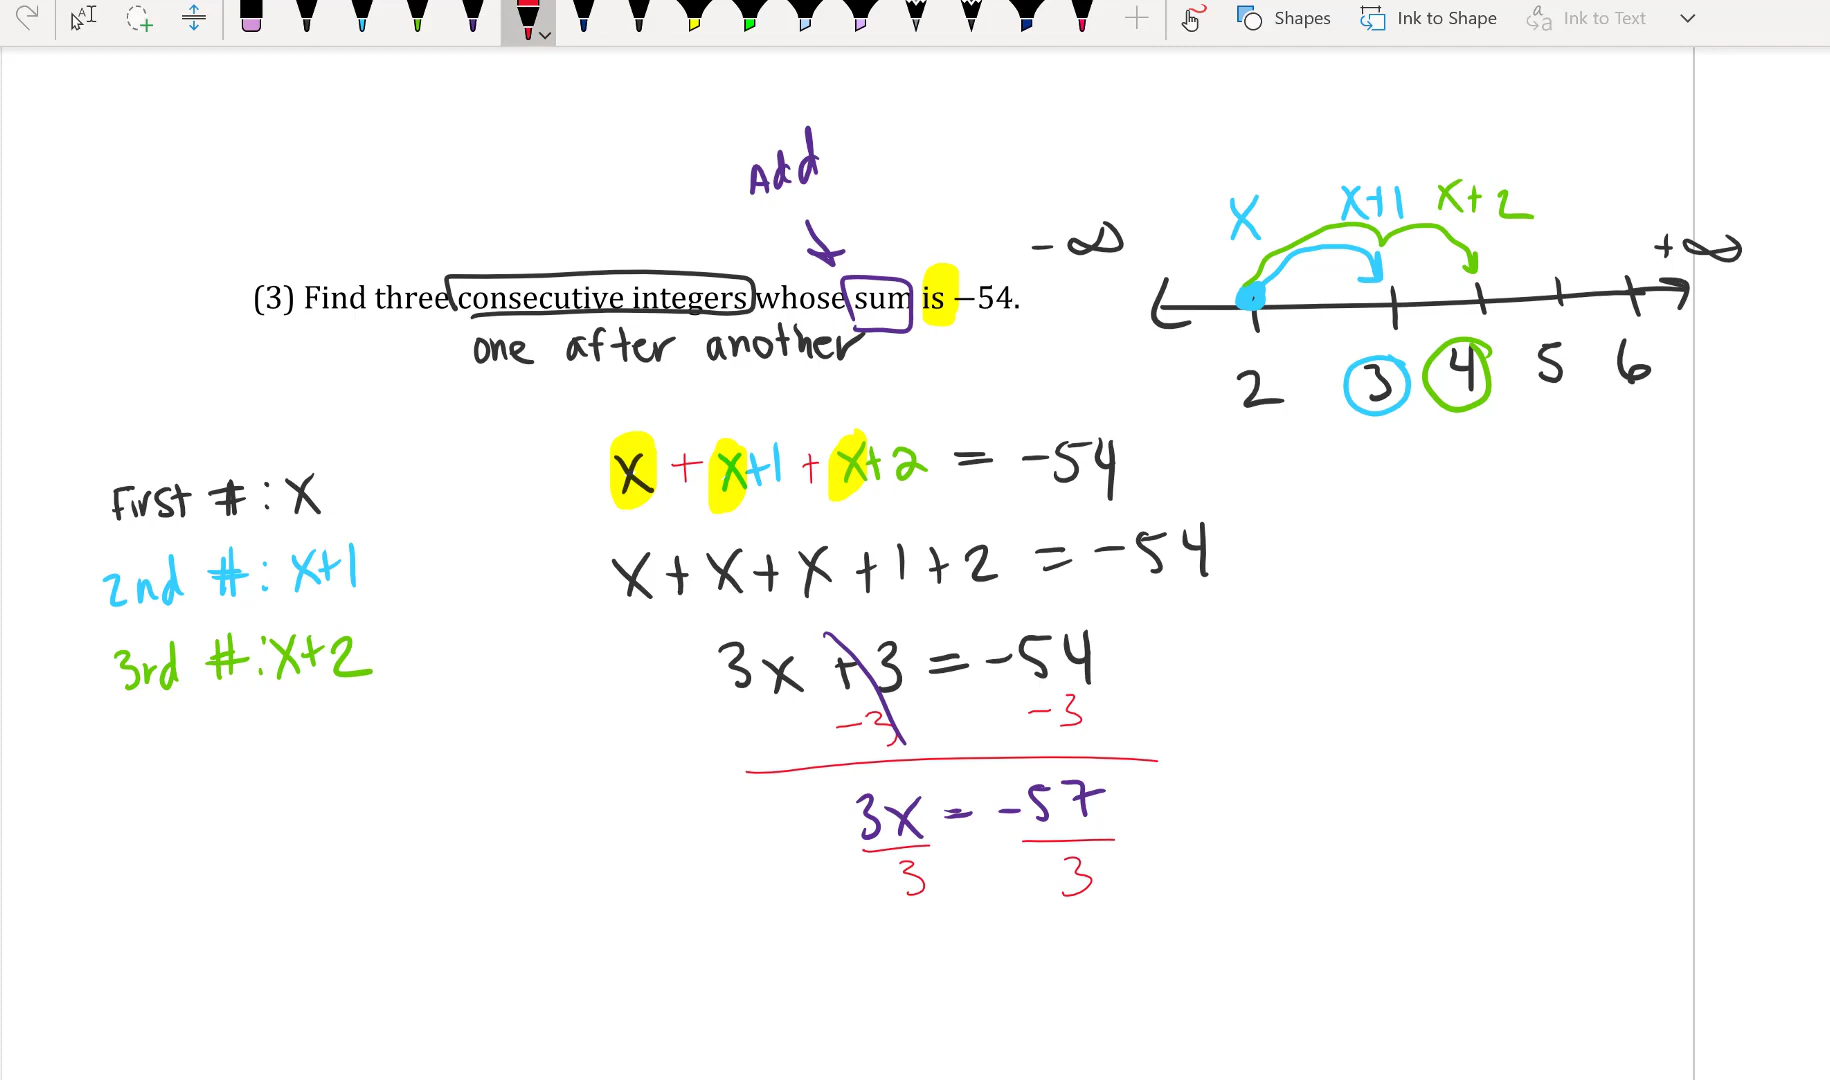 Shapes Ink to Shape Ink to Text
Add
x x+1 x+2
-∞ +∞
(3) Find three consecutive integers whose sum is −54.
one after another
2 3 4 5 6
x + x+1 + x+2 = -54
First #: x
x + x + x + 1 + 2 = -54
2nd #: x+1
3x + 3 = -54
3rd #: x+2
-3 -3
3x = -57
3 3